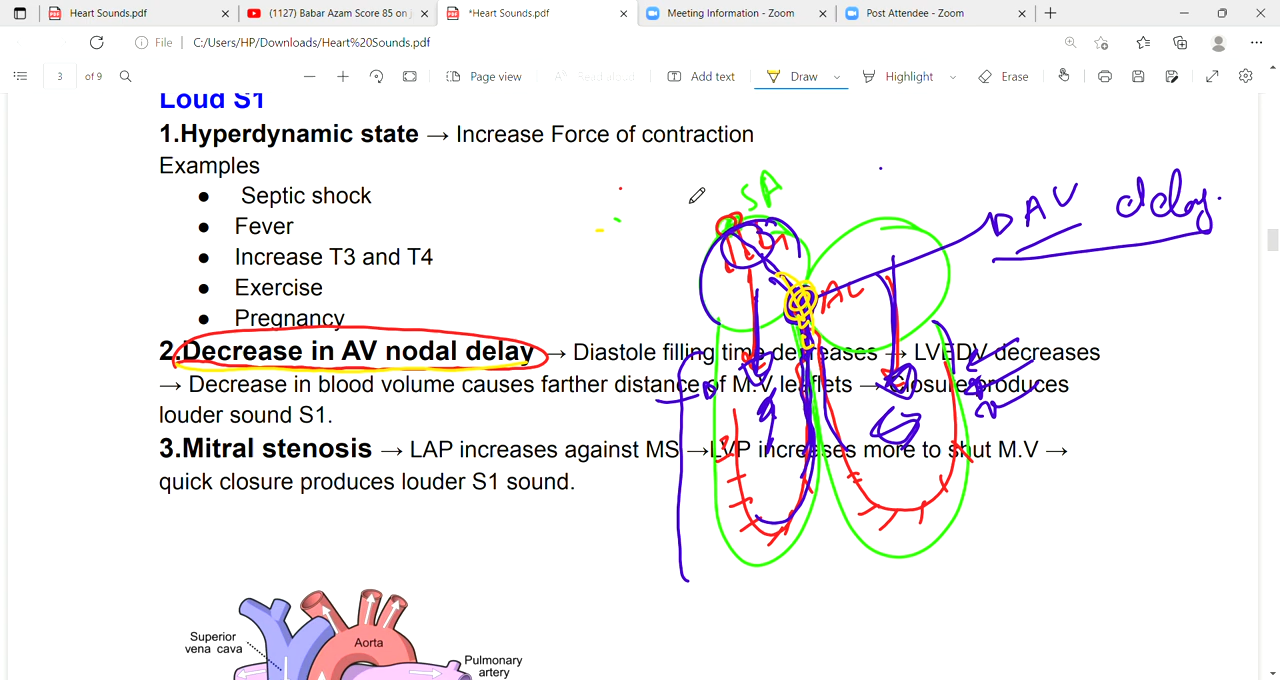 Heart Sounds.pdf
(1127) Babar Azam Score 85 on
*Heart Sounds.pdf
Meeting Information - Zoom
Post Attendee - Zoom
File C:/Users/HP/Downloads/Heart%20Sounds.pdf
3 of 9
Page view
Read aloud
Add text
Draw
Highlight
Erase
Loud S1
1.Hyperdynamic state → Increase Force of contraction
Examples
● Septic shock
● Fever
● Increase T3 and T4
● Exercise
● Pregnancy
SA
AV
AV delay
2.Decrease in AV nodal delay → Diastole filling time decreases → LVEDV decreases
→ Decrease in blood volume causes farther distance of M.V leaflets → Closure produces
louder sound S1.
3.Mitral stenosis → LAP increases against MS →LVP increases more to shut M.V →
quick closure produces louder S1 sound.
Superior
vena cava
Aorta
Pulmonary
artery